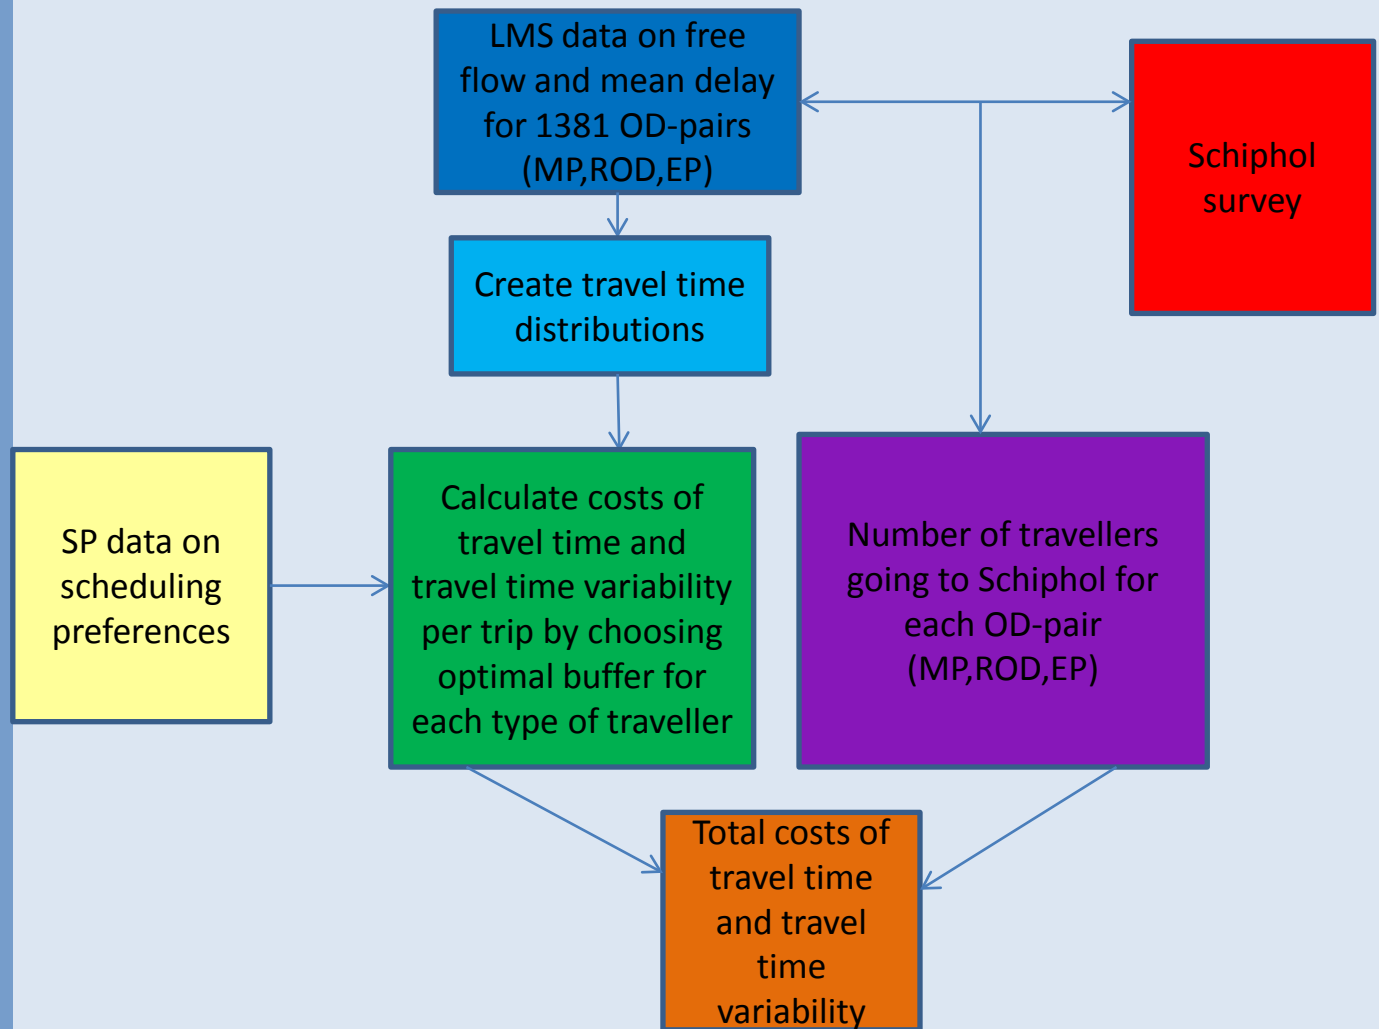 LMS data on free
flow and mean delay
for 1381 OD-pairs
(MP,ROD,EP)
Schiphol
survey
Create travel time
distributions
SP data on
scheduling
preferences
Calculate costs of
travel time and
travel time variability
per trip by choosing
optimal buffer for
each type of traveller
Number of travellers
going to Schiphol for
each OD-pair
(MP,ROD,EP)
Total costs of
travel time
and travel
time
variability